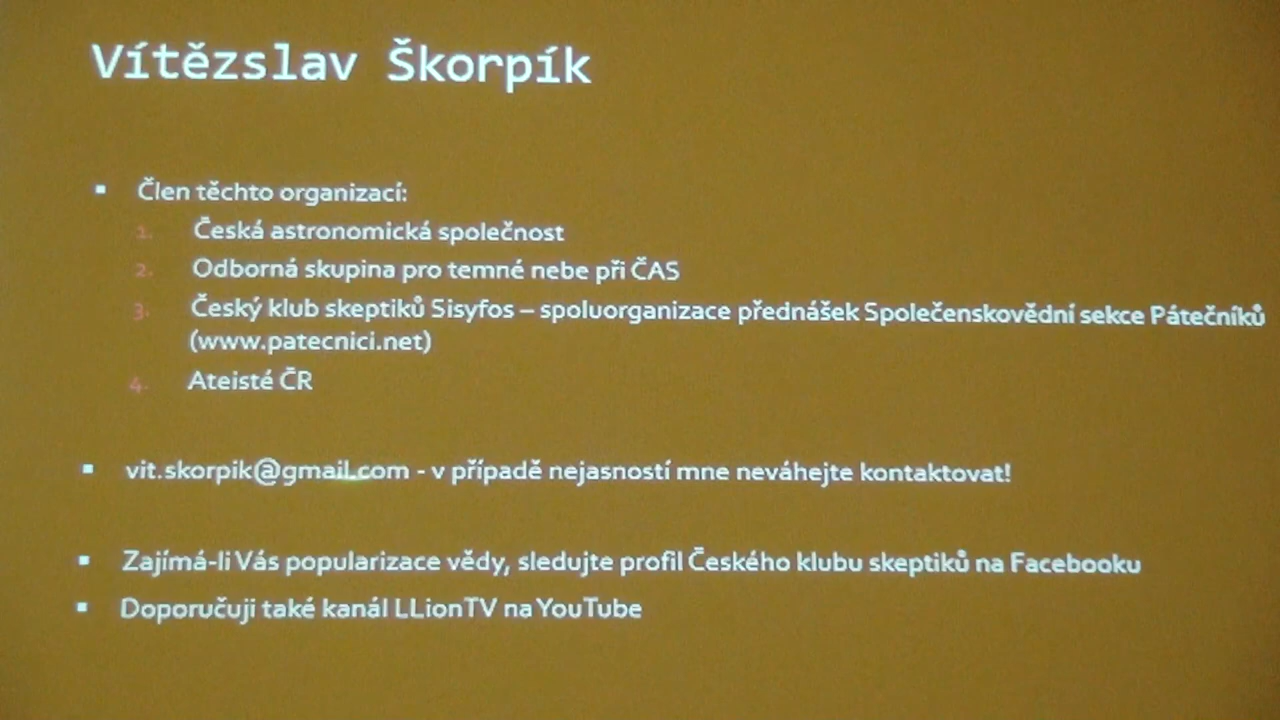 Vítězslav Škorpík
▪ Člen těchto organizací:
1. Česká astronomická společnost
2. Odborná skupina pro temné nebe při ČAS
3. Český klub skeptiků Sisyfos – spoluorganizace přednášek Společenskovědní sekce Pátečníků
(www.patecnici.net)
4. Ateisté ČR
▪ vit.skorpik@gmail.com - v případě nejasností mne neváhejte kontaktovat!
▪ Zajímá-li Vás popularizace vědy, sledujte profil Českého klubu skeptiků na Facebooku
▪ Doporučuji také kanál LLionTV na YouTube